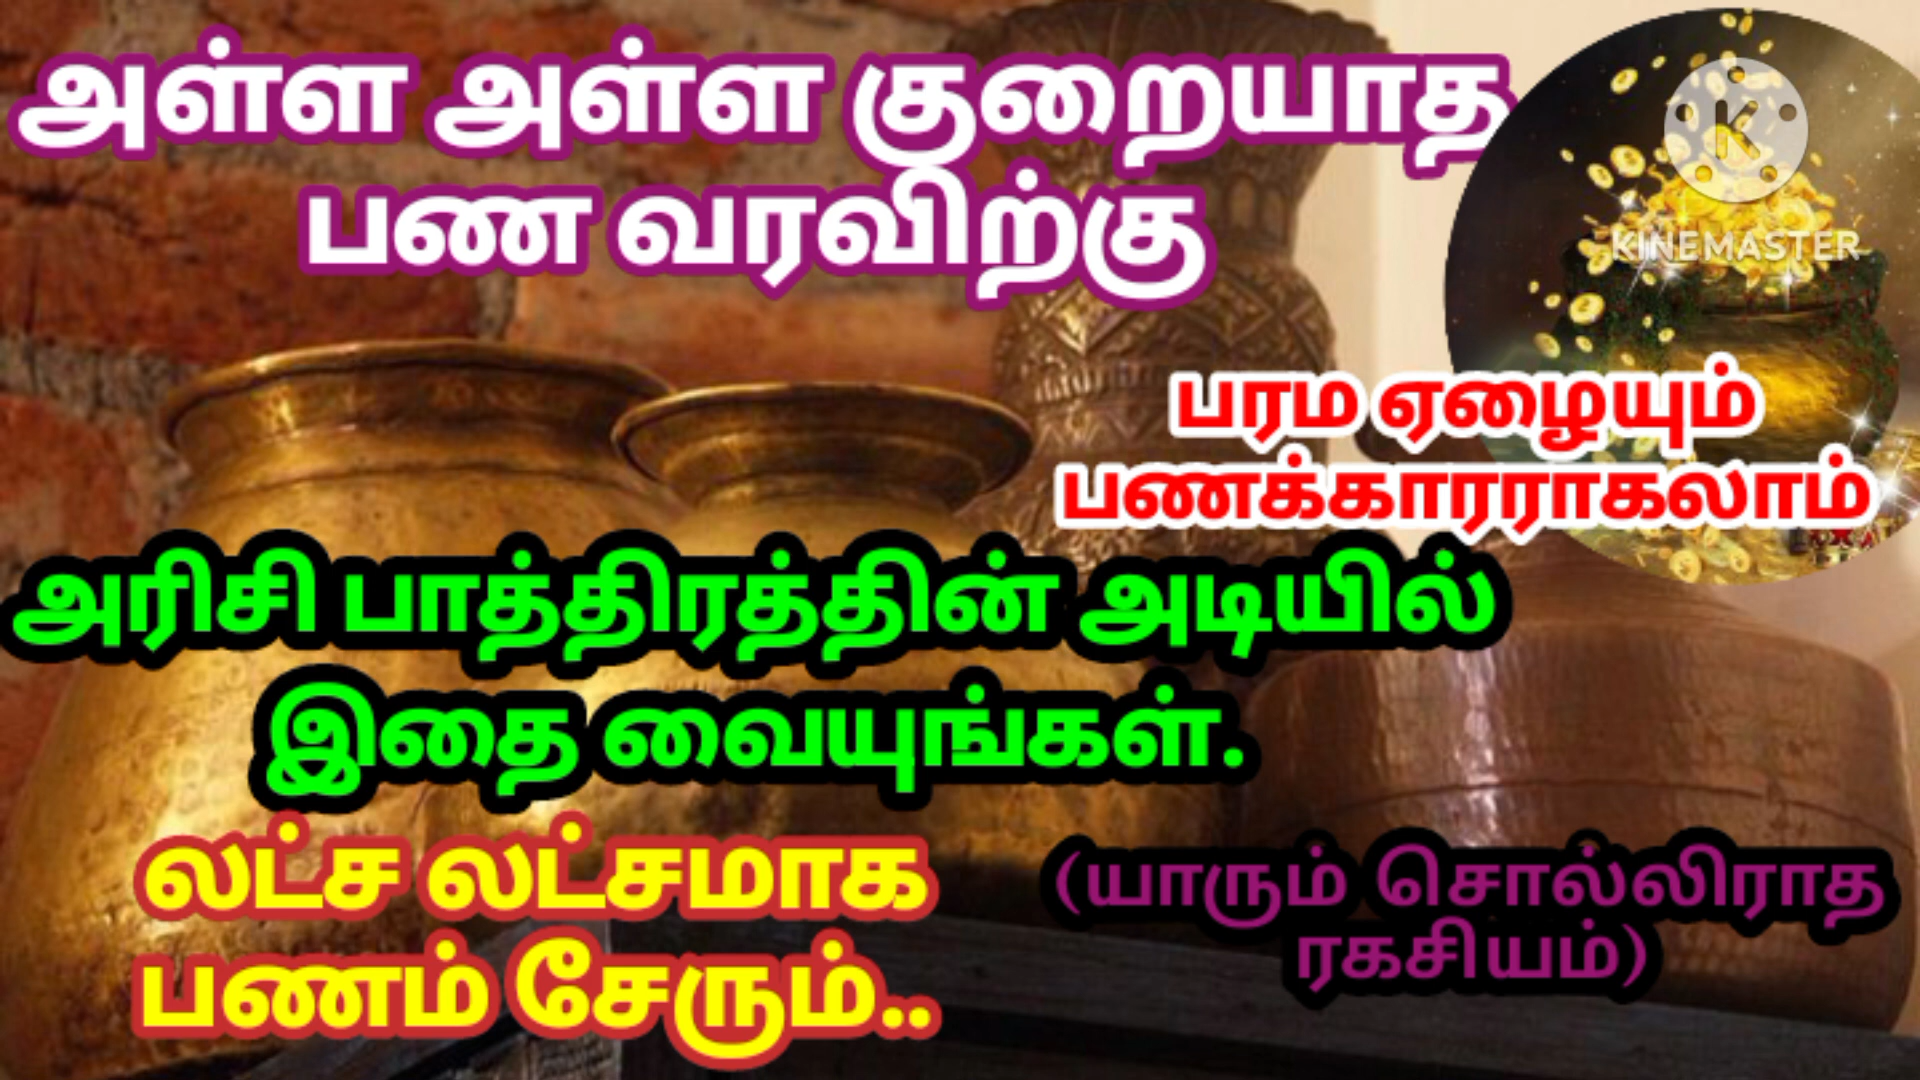 அள்ள அள்ள குறையாத
பண வரவிற்கு
KINEMASTER
பரம ஏழையும்
பணக்காரராகலாம்
அரிசி பாத்திரத்தின் அடியில்
இதை வையுங்கள்.
லட்ச லட்சமாக
பணம் சேரும்..
(யாரும் சொல்லிராத
ரகசியம்)